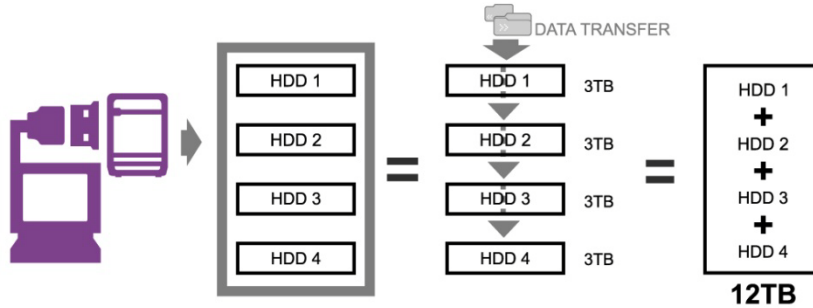 DATA TRANSFER
HDD 1
HDD 2
HDD 3
HDD 4
HDD 1 3TB
HDD 2 3TB
HDD 3 3TB
HDD 4 3TB
HDD 1
+
HDD 2
+
HDD 3
+
HDD 4
12TB